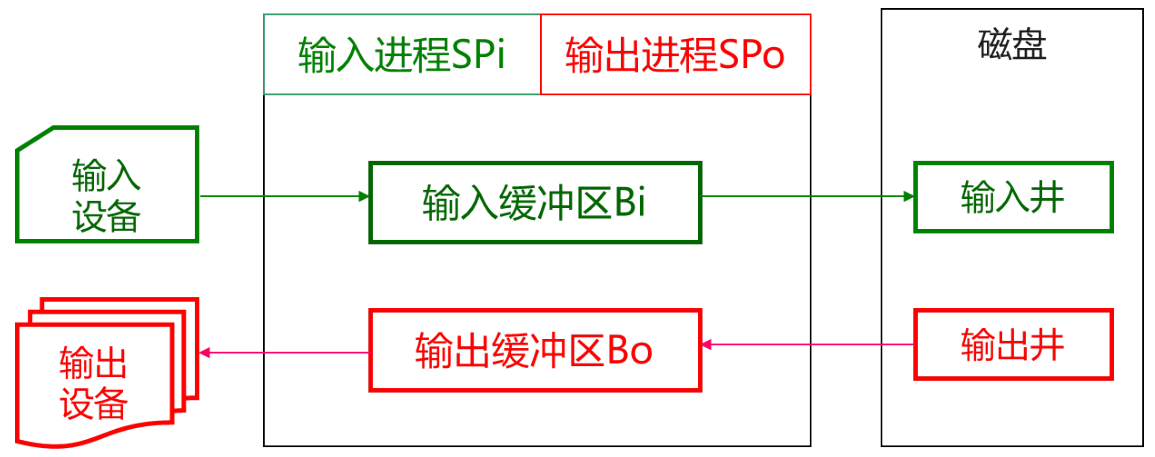 输入进程SPi
输出进程SPo
磁盘
输入
设备
输入缓冲区Bi
输入井
输出
设备
输出缓冲区Bo
输出井